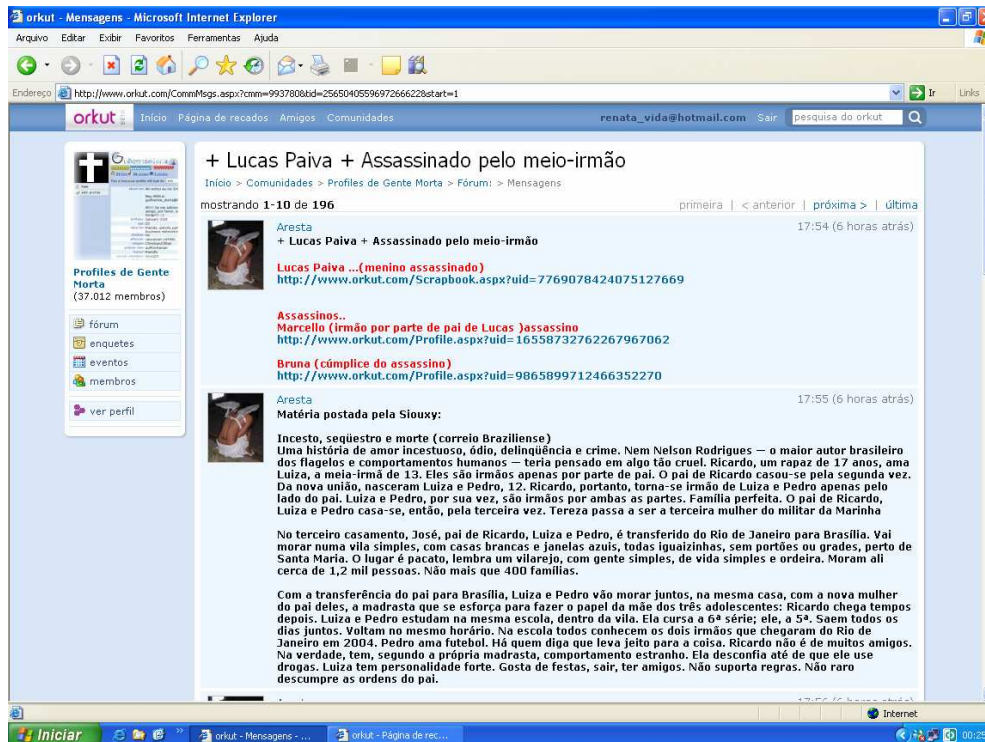 orkut - Mensagens - Microsoft Internet Explorer
Arquivo Editar Exibir Favoritos Ferramentas Ajuda
Endereço http://www.orkut.com/CommMsgs.aspx?cmm=993780&tid=2565040559697266622&start=1 Ir Links
orkut Início Página de recados Amigos Comunidades renata_vida@hotmail.com Sair pesquisa do orkut
+ Lucas Paiva + Assassinado pelo meio-irmão
Início > Comunidades > Profiles de Gente Morta > Fórum: > Mensagens
mostrando 1-10 de 196 primeira | < anterior | próxima > | última
Profiles de Gente
Morta
(37.012 membros)
fórum
enquetes
eventos
membros
ver perfil
Aresta 17:54 (6 horas atrás)
+ Lucas Paiva + Assassinado pelo meio-irmão
Lucas Paiva ...(menino assassinado)
http://www.orkut.com/Scrapbook.aspx?uid=7769078424075127669
Assassinos..
Marcello (irmão por parte de pai de Lucas )assassino
http://www.orkut.com/Profile.aspx?uid=16558732762267967062
Bruna (cúmplice do assassino)
http://www.orkut.com/Profile.aspx?uid=9865899712466352270
Aresta 17:55 (6 horas atrás)
Matéria postada pela Siouxy:
Incesto, seqüestro e morte (correio Braziliense)
Uma história de amor incestuoso, ódio, delinqüência e crime. Nem Nelson Rodrigues — o maior autor brasileiro
dos flagelos e comportamentos humanos — teria pensado em algo tão cruel. Ricardo, um rapaz de 17 anos, ama
Luiza, a meia-irmã de 13. Eles são irmãos apenas por parte de pai. O pai de Ricardo casou-se pela segunda vez.
Da nova união, nasceram Luiza e Pedro, 12. Ricardo, portanto, torna-se irmão de Luiza e Pedro apenas pelo
lado do pai. Luiza e Pedro, por sua vez, são irmãos por ambas as partes. Família perfeita. O pai de Ricardo,
Luiza e Pedro casa-se, então, pela terceira vez. Tereza passa a ser a terceira mulher do militar da Marinha
No terceiro casamento, José, pai de Ricardo, Luiza e Pedro, é transferido do Rio de Janeiro para Brasília. Vai
morar numa vila simples, com casas brancas e janelas azuis, todas iguaizinhas, sem portões ou grades, perto de
Santa Maria. O lugar é pacato, lembra um vilarejo, com gente simples, de vida simples e ordeira. Moram ali
cerca de 1,2 mil pessoas. Não mais que 400 famílias.
Com a transferência do pai para Brasília, Luiza e Pedro vão morar juntos, na mesma casa, com a nova mulher
do pai deles, a madrasta que se esforça para fazer o papel da mãe dos três adolescentes: Ricardo chega tempos
depois. Luiza e Pedro estudam na mesma escola, dentro da vila. Ela cursa a 6ª série; ele, a 5ª. Saem todos os
dias juntos. Voltam no mesmo horário. Na escola todos conhecem os dois irmãos que chegaram do Rio de
Janeiro em 2004. Pedro ama futebol. Há quem diga que leva jeito para a coisa. Ricardo não é de muitos amigos.
Na verdade, tem, segundo a própria madrasta, comportamento estranho. Ela desconfia até de que ele use
drogas. Luiza tem personalidade forte. Gosta de festas, sair, ter amigos. Não suporta regras. Não raro
descumpre as ordens do pai.
Internet
Iniciar orkut - Mensagens - ... orkut - Página de rec... 00:25